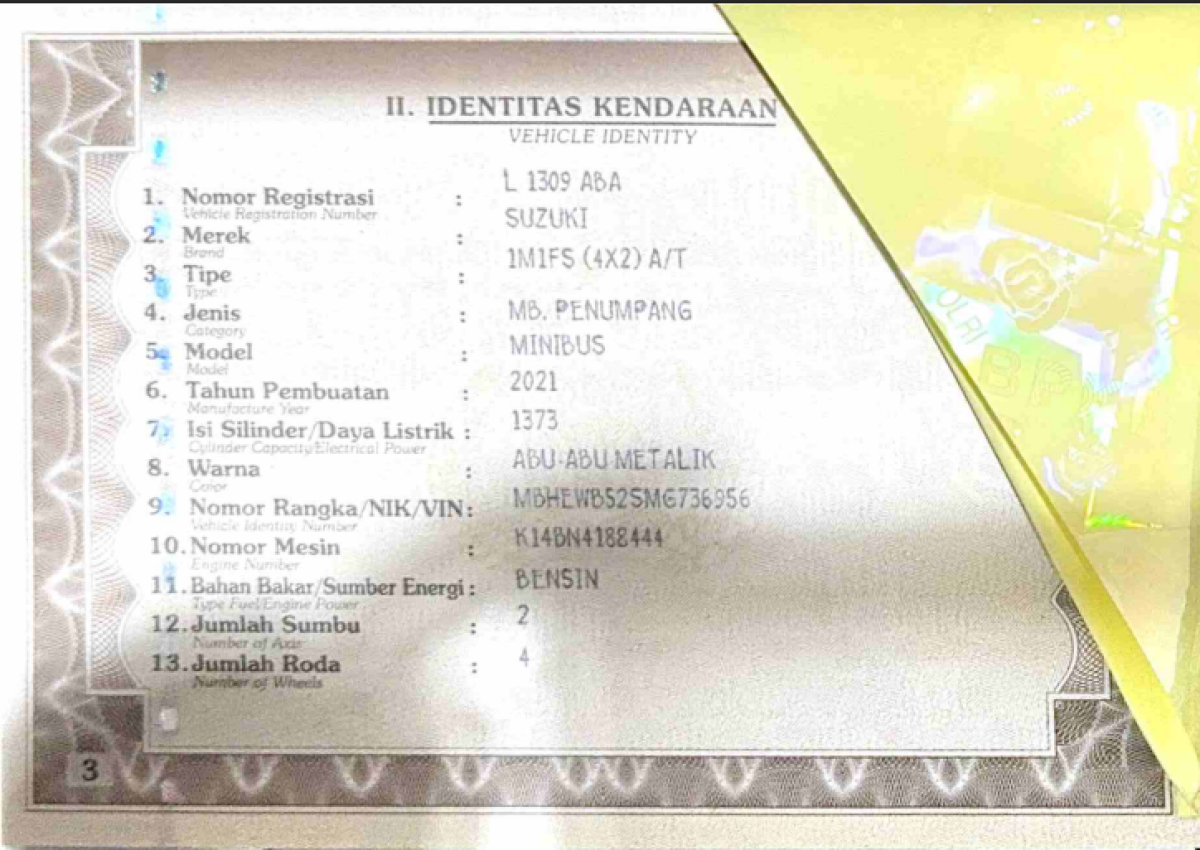 II. IDENTITAS KENDARAAN
VEHICLE IDENTITY
1. Nomor Registrasi : L 1309 ABA
Vehicle Registration Number
2. Merek : SUZUKI
Brand
3. Tipe : 1M1FS (4X2) A/T
Type
4. Jenis : MB. PENUMPANG
Category
5. Model : MINIBUS
Model
6. Tahun Pembuatan : 2021
Manufacture Year
7. Isi Silinder/Daya Listrik : 1373
Cylinder Capacity/Electrical Power
8. Warna : ABU-ABU METALIK
Color
9. Nomor Rangka/NIK/VIN: MBHEWB52SMG736956
Vehicle Identity Number
10. Nomor Mesin : K14BN4188444
Engine Number
11. Bahan Bakar/Sumber Energi : BENSIN
Type Fuel/Engine Power
12. Jumlah Sumbu : 2
Number of Axis
13. Jumlah Roda : 4
Number of Wheels
3